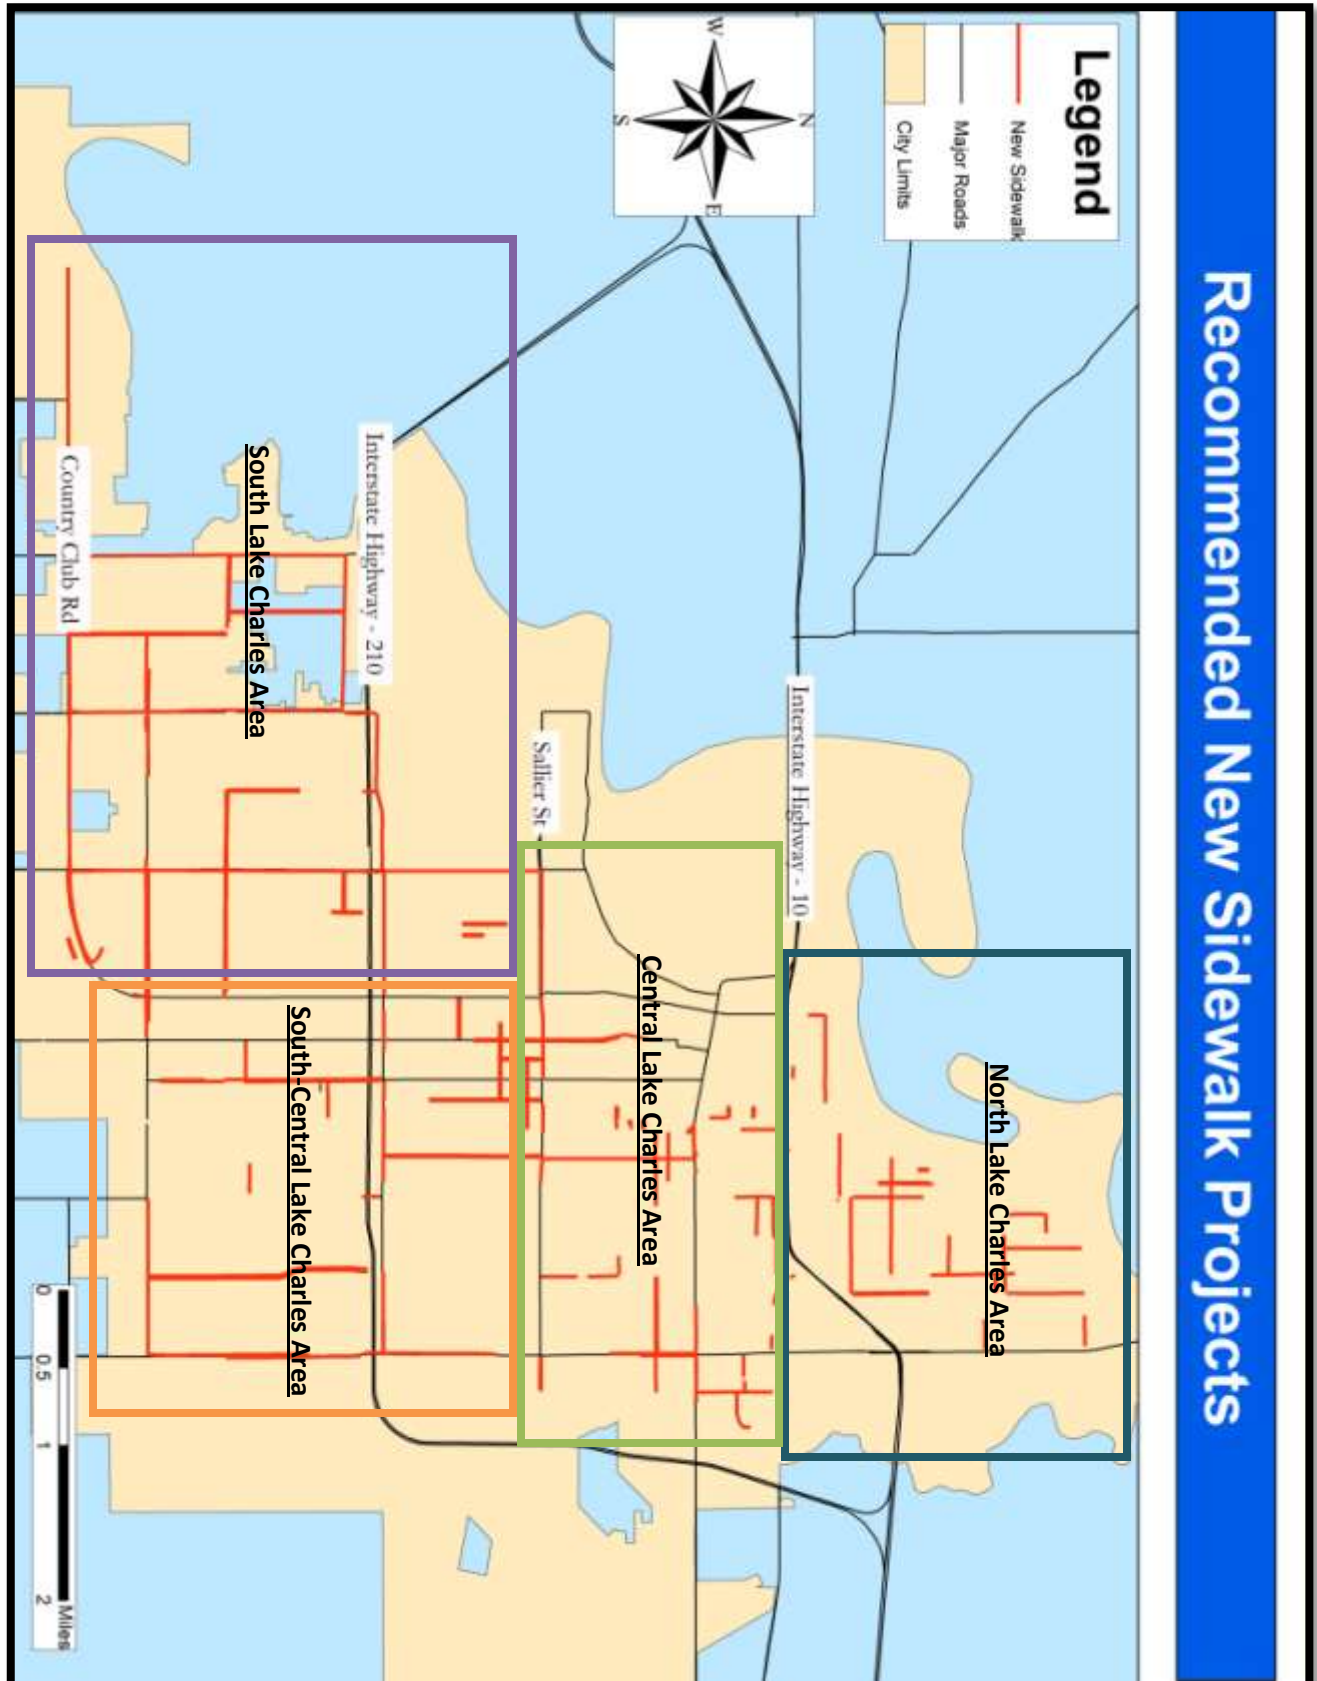 Recommended New Sidewalk Projects
Legend
New Sidewalk
Major Roads
City Limits
N
W
E
S
Interstate Highway - 10
North Lake Charles Area
Central Lake Charles Area
Sallier St
Interstate Highway - 210
South Lake Charles Area
South-Central Lake Charles Area
Country Club Rd
0 0.5 1 2
Miles